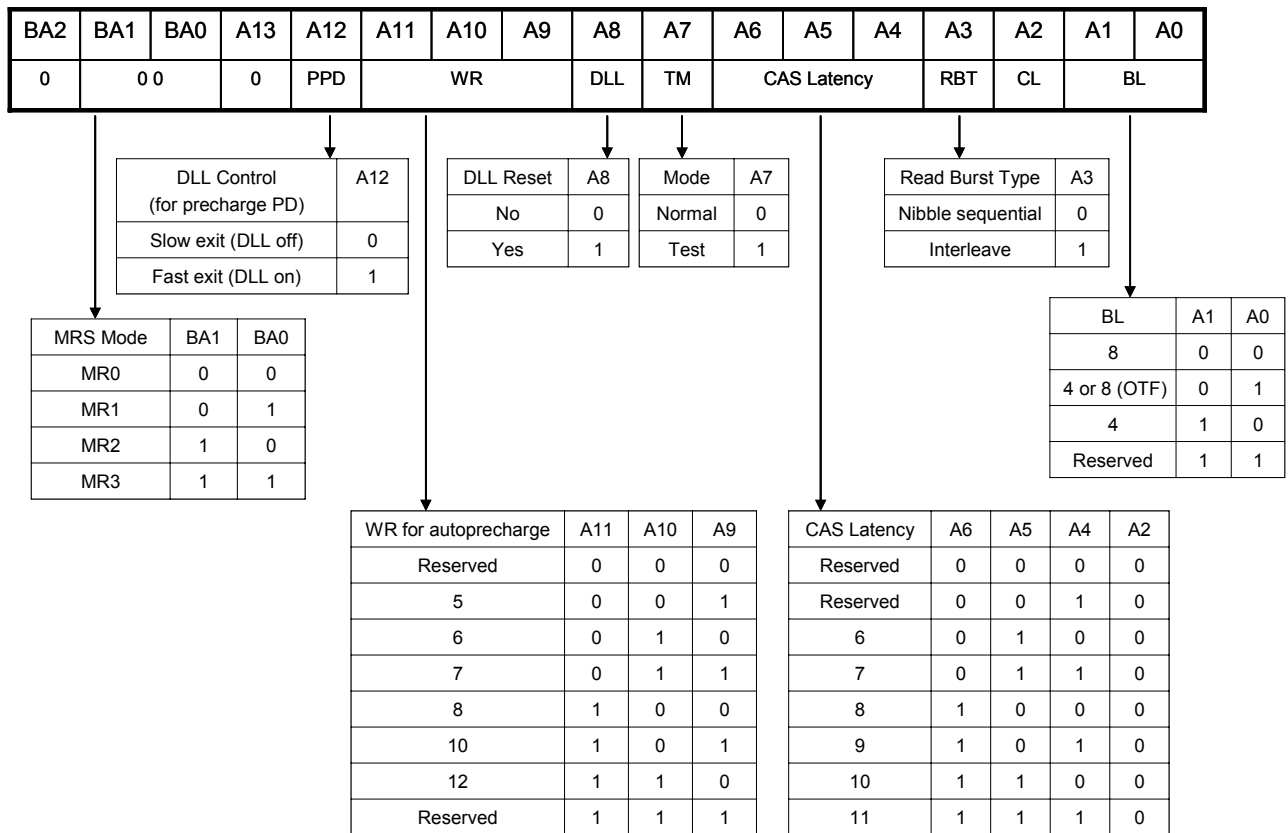 BA2 BA1 BA0 A13 A12 A11 A10 A9 A8 A7 A6 A5 A4 A3 A2 A1 A0
0 0 0 0 PPD WR DLL TM CAS Latency RBT CL BL
DLL Control A12
(for precharge PD)
Slow exit (DLL off) 0
Fast exit (DLL on) 1
DLL Reset A8
No 0
Yes 1
Mode A7
Normal 0
Test 1
Read Burst Type A3
Nibble sequential 0
Interleave 1
BL A1 A0
8 0 0
4 or 8 (OTF) 0 1
4 1 0
Reserved 1 1
MRS Mode BA1 BA0
MR0 0 0
MR1 0 1
MR2 1 0
MR3 1 1
WR for autoprecharge A11 A10 A9
Reserved 0 0 0
5 0 0 1
6 0 1 0
7 0 1 1
8 1 0 0
10 1 0 1
12 1 1 0
Reserved 1 1 1
CAS Latency A6 A5 A4 A2
Reserved 0 0 0 0
Reserved 0 0 1 0
6 0 1 0 0
7 0 1 1 0
8 1 0 0 0
9 1 0 1 0
10 1 1 0 0
11 1 1 1 0